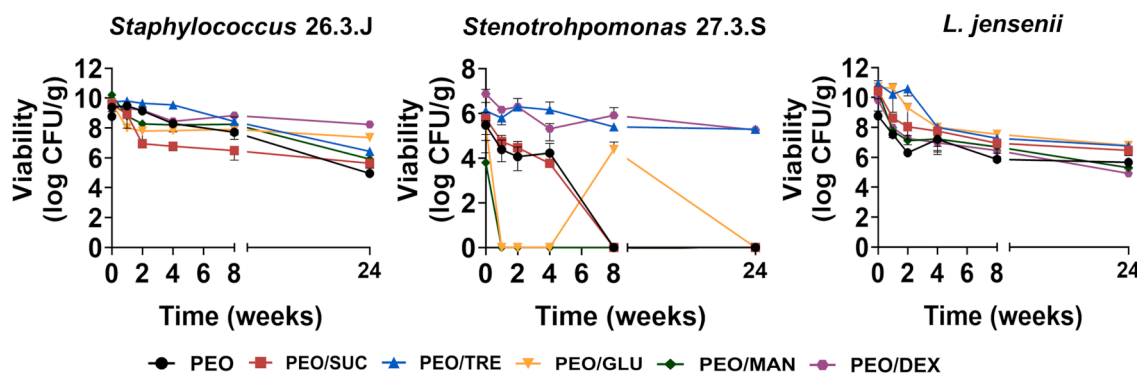 Staphylococcus 26.3.J
Stenotrohpomonas 27.3.S
L. jensenii
Viability
(log CFU/g)
12
10
8
6
4
2
0
0 2 4 6 8 24
Time (weeks)
Viability
(log CFU/g)
8
6
4
2
0
0 2 4 6 8 24
Time (weeks)
Viability
(log CFU/g)
12
10
8
6
4
2
0
0 2 4 6 8 24
Time (weeks)
PEO PEO/SUC PEO/TRE PEO/GLU PEO/MAN PEO/DEX